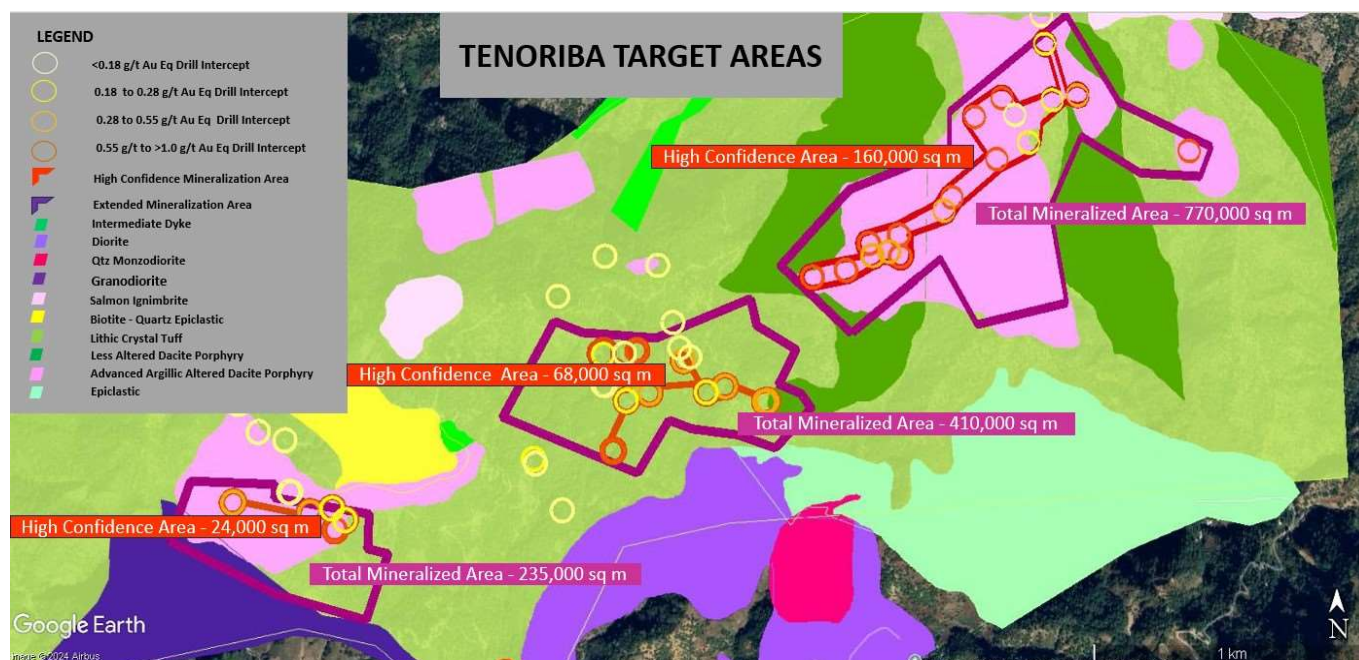 LEGEND
<0.18 g/t Au Eq Drill Intercept
0.18 to 0.28 g/t Au Eq Drill Intercept
0.28 to 0.55 g/t Au Eq Drill Intercept
0.55 g/t to >1.0 g/t Au Eq Drill Intercept
High Confidence Mineralization Area
Extended Mineralization Area
Intermediate Dyke
Diorite
Qtz Monzodiorite
Granodiorite
Salmon Ignimbrite
Biotite - Quartz Epiclastic
Lithic Crystal Tuff
Less Altered Dacite Porphyry
Advanced Argillic Altered Dacite Porphyry
Epiclastic
TENORIBA TARGET AREAS
High Confidence Area - 160,000 sq m
Total Mineralized Area - 770,000 sq m
High Confidence Area - 68,000 sq m
Total Mineralized Area - 410,000 sq m
High Confidence Area - 24,000 sq m
Total Mineralized Area - 235,000 sq m
Google Earth
Image © 2024 Airbus
N
1 km